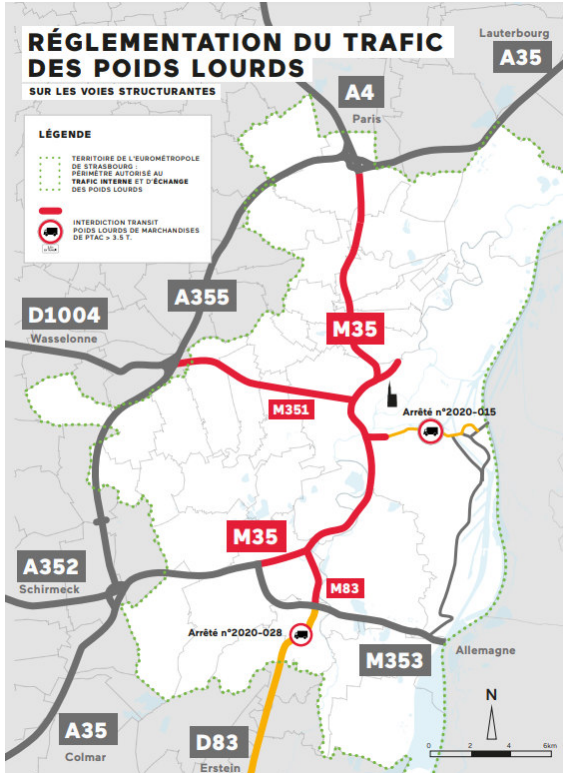 RÉGLEMENTATION DU TRAFIC
DES POIDS LOURDS
SUR LES VOIES STRUCTURANTES
Lauterbourg
A35
A4
Paris
LÉGENDE
TERRITOIRE DE L'EUROMÉTROPOLE
DE STRASBOURG :
PÉRIMÈTRE AUTORISÉ AU
TRAFIC INTERNE ET D'ÉCHANGE
DES POIDS LOURDS
INTERDICTION TRANSIT
POIDS LOURDS DE MARCHANDISES
DE PTAC > 3.5 T.
A355
D1004
Wasselonne
M35
M351
Arrêté n°2020-015
M35
A352
Schirmeck
M83
Arrêté n°2020-028
M353
Allemagne
A35
Colmar
D83
Erstein
N
0 2 4 6km